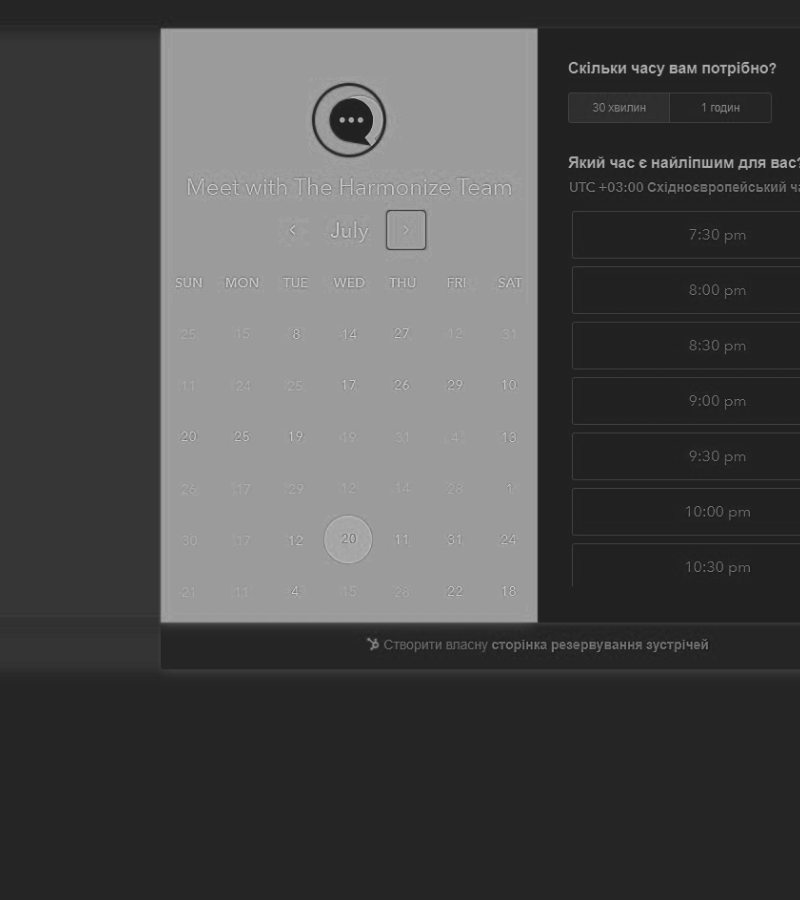 Meet with The Harmonize Team
July
SUN MON TUE WED THU FRI SAT
25 15 8 14 27 12 31
11 24 25 17 26 29 10
20 25 19 19 31 4 13
26 17 29 12 14 28 1
30 17 12 20 11 31 24
21 11 4 15 28 22 18
Скільки часу вам потрібно?
30 хвилин 1 годин
Який час є найліпшим для вас?
UTC +03:00 Східноєвропейський
7:30 pm
8:00 pm
8:30 pm
9:00 pm
9:30 pm
10:00 pm
10:30 pm
Створити власну сторінка резервування зустрічей